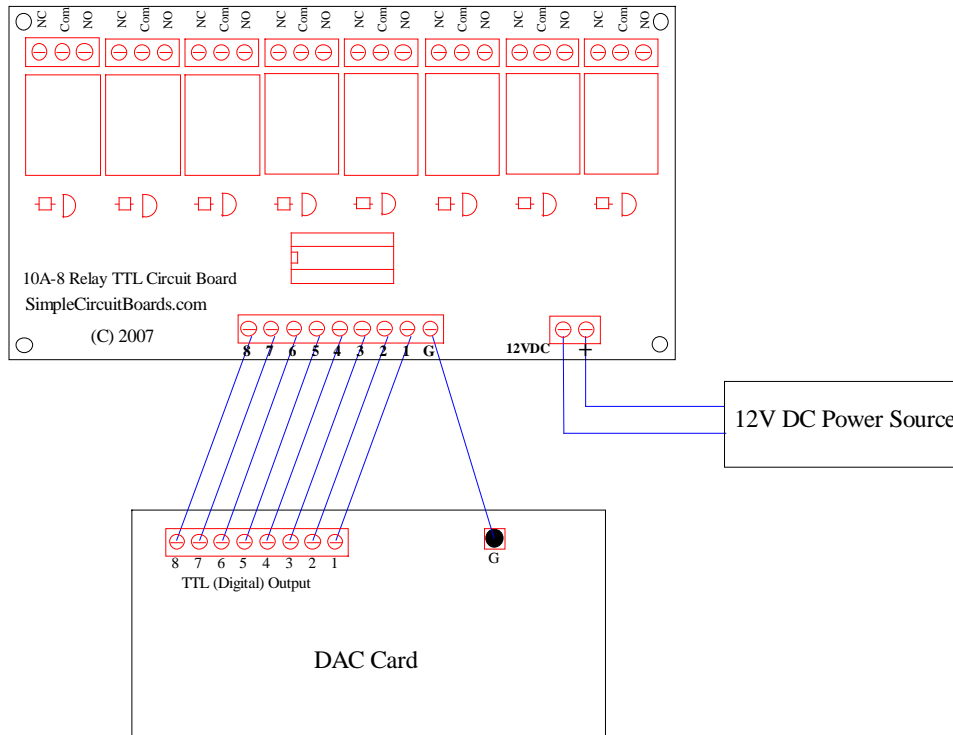 NC Com NO NC Com NO NC Com NO NC Com NO NC Com NO NC Com NO NC Com NO NC Com NO
10A-8 Relay TTL Circuit Board
SimpleCircuitBoards.com
(C) 2007
8 7 6 5 4 3 2 1 G
12VDC +
12V DC Power Source
8 7 6 5 4 3 2 1
G
TTL (Digital) Output
DAC Card